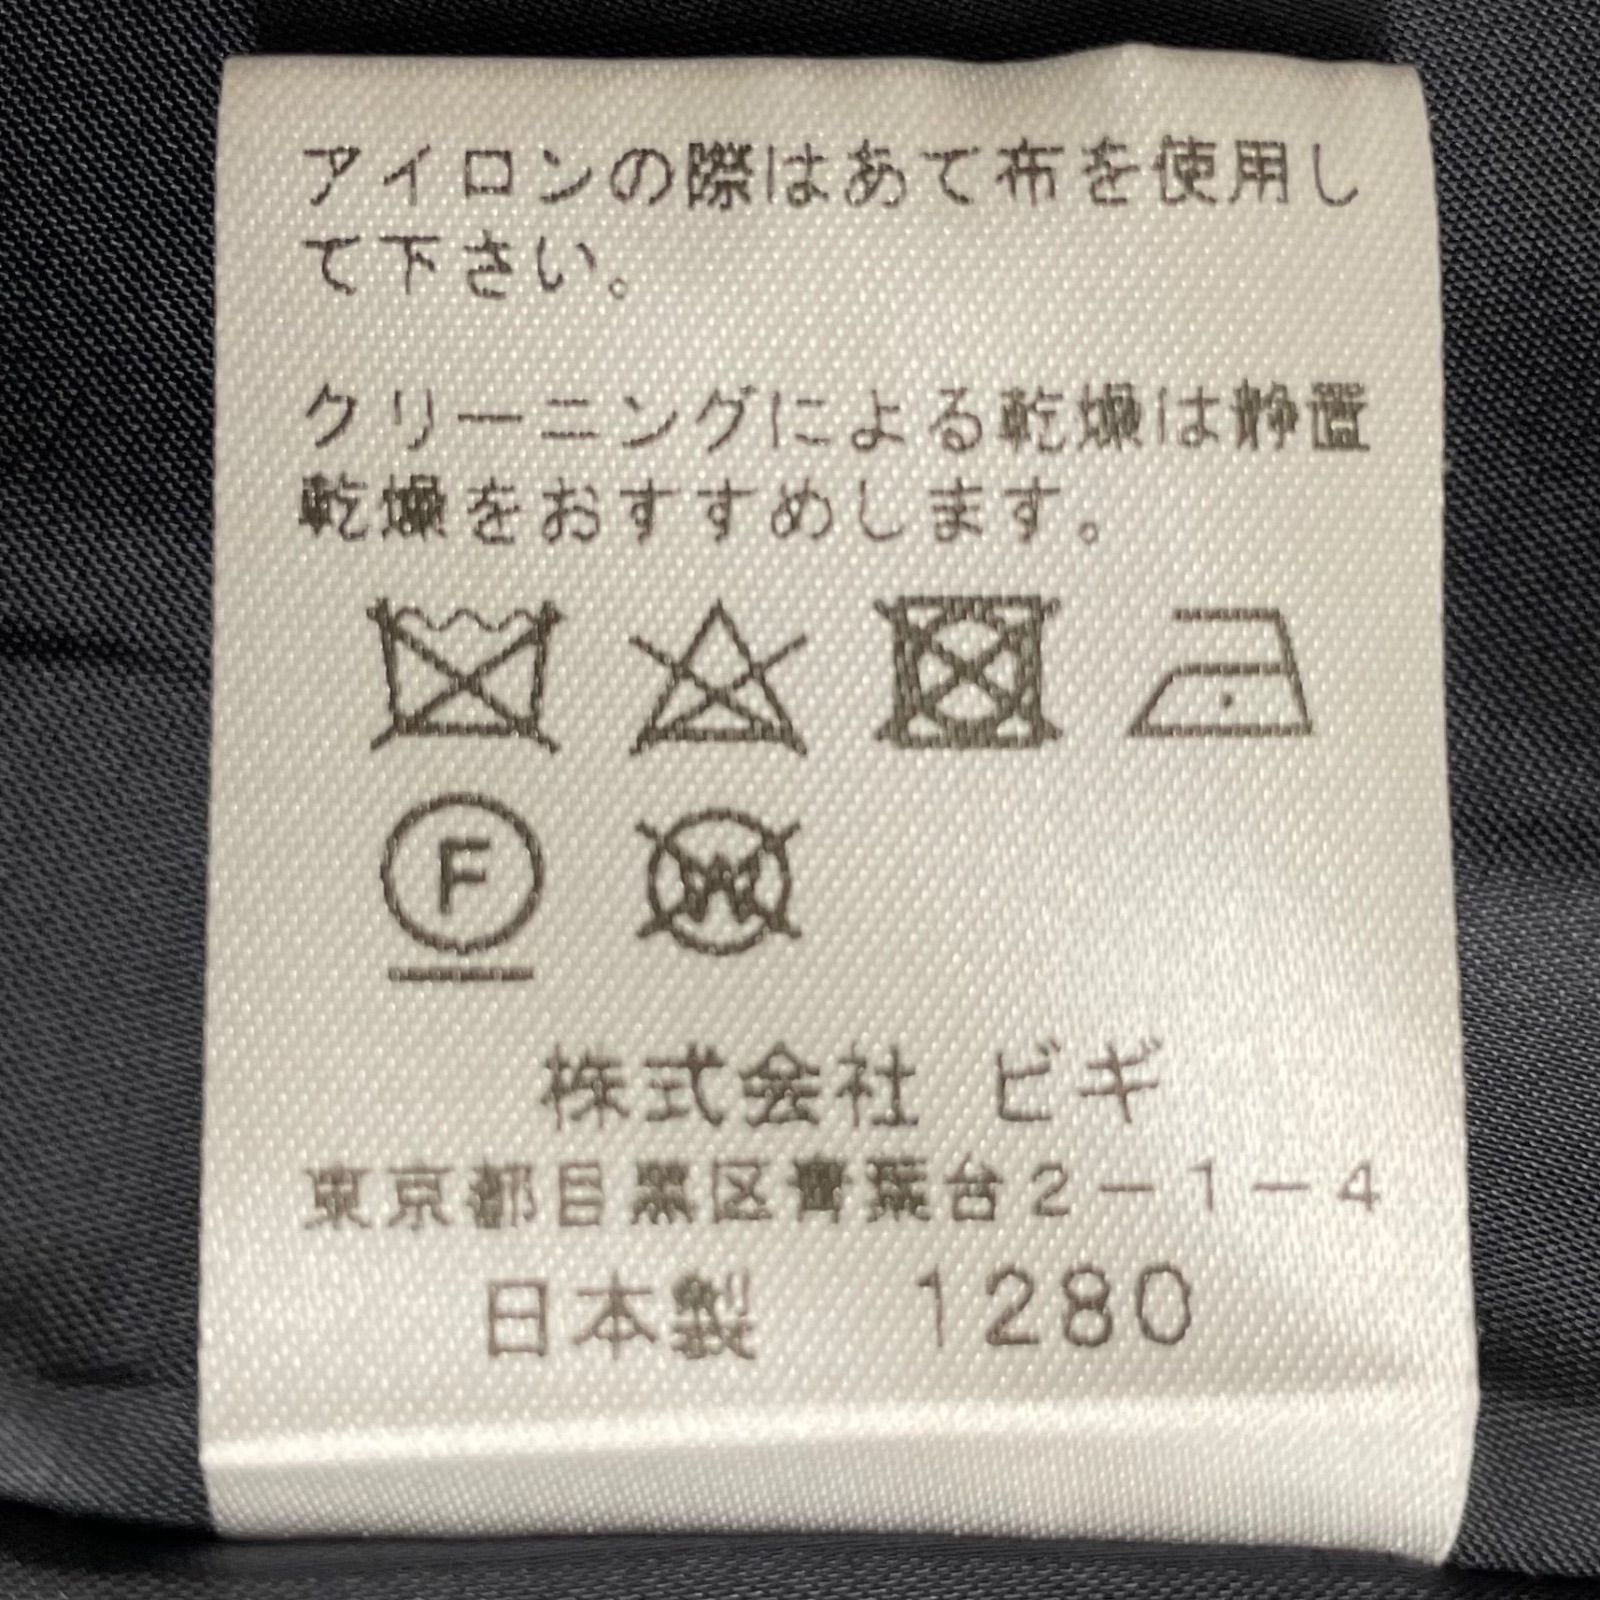 アイロンの際はあて布を使用し
て下さい。
クリーニングによる乾燥は静置
乾燥をおすすめします。
F
W
株式会社 ビギ
東京都目黒区青葉台2-1-4
日本製 1280